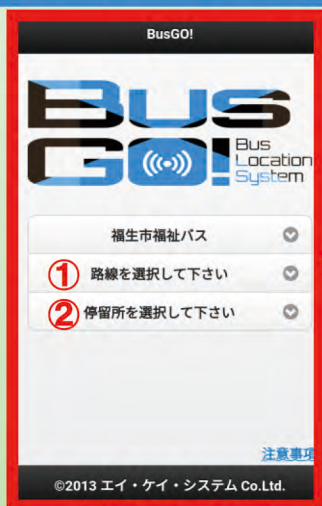 BusGO!
Bus
GO!
Bus
Location
System
福生市福祉バス
① 路線を選択して下さい
② 停留所を選択して下さい
注意事項
©2013 エイ・ケイ・システム Co.Ltd.